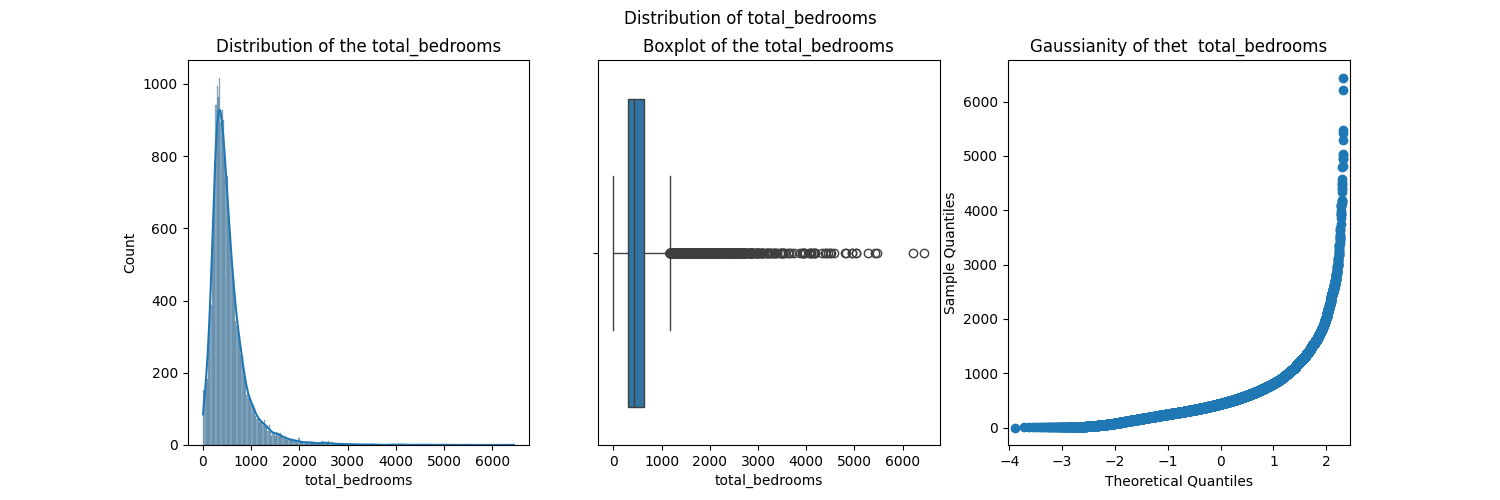 Distribution of total_bedrooms
Distribution of the total_bedrooms
Count
1000
800
600
400
200
0
0 1000 2000 3000 4000 5000 6000
total_bedrooms
Boxplot of the total_bedrooms
0 1000 2000 3000 4000 5000 6000
total_bedrooms
Gaussianity of thet  total_bedrooms
Sample Quantiles
6000
5000
4000
3000
2000
1000
0
−4 −3 −2 −1 0 1 2
Theoretical Quantiles